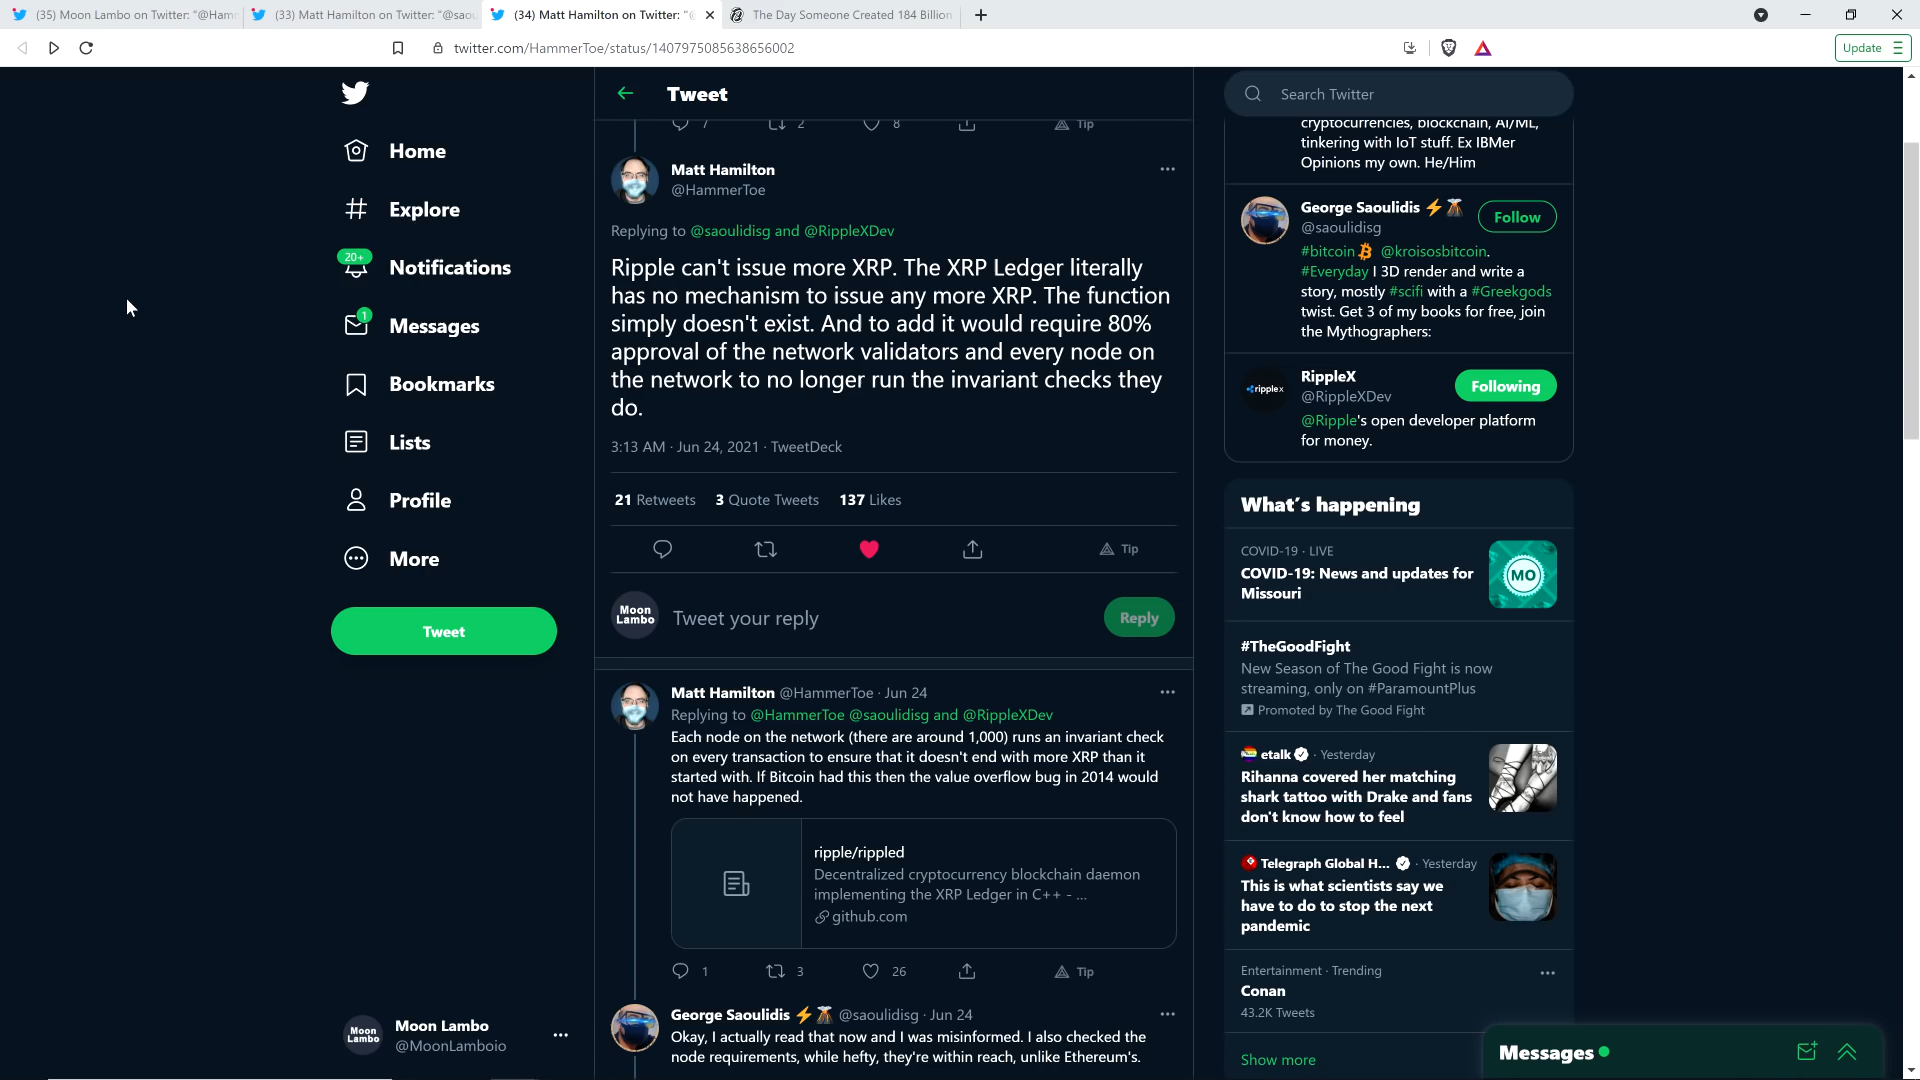 (35) Moon Lambo on Twitter: "@Ham
(33) Matt Hamilton on Twitter: "@saou
(34) Matt Hamilton on Twitter: "@
The Day Someone Created 184 Billion
twitter.com/HammerToe/status/1407975085638656002
Update
Home
Explore
20+
Notifications
1
Messages
Bookmarks
Lists
Profile
More
Tweet
Moon Lambo
Moon Lambo
@MoonLamboio
Tweet
7 2 8 Tip
Matt Hamilton
@HammerToe
Replying to @saoulidisg and @RippleXDev
Ripple can't issue more XRP. The XRP Ledger literally
has no mechanism to issue any more XRP. The function
simply doesn't exist. And to add it would require 80%
approval of the network validators and every node on
the network to no longer run the invariant checks they
do.
3:13 AM · Jun 24, 2021 · TweetDeck
21 Retweets 3 Quote Tweets 137 Likes
Tip
Moon
Lambo
Tweet your reply
Reply
Matt Hamilton @HammerToe · Jun 24
Replying to @HammerToe @saoulidisg and @RippleXDev
Each node on the network (there are around 1,000) runs an invariant check
on every transaction to ensure that it doesn't end with more XRP than it
started with. If Bitcoin had this then the value overflow bug in 2014 would
not have happened.
ripple/rippled
Decentralized cryptocurrency blockchain daemon
implementing the XRP Ledger in C++ - ...
github.com
1 3 26 Tip
George Saoulidis @saoulidisg · Jun 24
Okay, I actually read that now and I was misinformed. I also checked the
node requirements, while hefty, they're within reach, unlike Ethereum's.
Search Twitter
cryptocurrencies, blockchain, AI/ML,
tinkering with IoT stuff. Ex IBMer
Opinions my own. He/Him
George Saoulidis
@saoulidisg
Follow
#bitcoin @kroisosbitcoin.
#Everyday I 3D render and write a
story, mostly #scifi with a #Greekgods
twist. Get 3 of my books for free, join
the Mythographers:
ripplex
RippleX
@RippleXDev
Following
@Ripple's open developer platform
for money.
What's happening
COVID-19 · LIVE
COVID-19: News and updates for
Missouri
MO
#TheGoodFight
New Season of The Good Fight is now
streaming, only on #ParamountPlus
Promoted by The Good Fight
etalk · Yesterday
Rihanna covered her matching
shark tattoo with Drake and fans
don't know how to feel
Telegraph Global H... · Yesterday
This is what scientists say we
have to do to stop the next
pandemic
Entertainment · Trending
Conan
43.2K Tweets
Show more
Messages